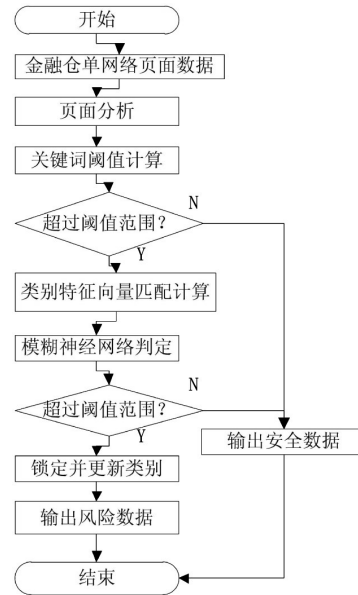 开始
金融仓单网络页面数据
页面分析
关键词阈值计算
超过阈值范围?
N
Y
类别特征向量匹配计算
模糊神经网络判定
超过阈值范围?
N
Y
输出安全数据
锁定并更新类别
输出风险数据
结束